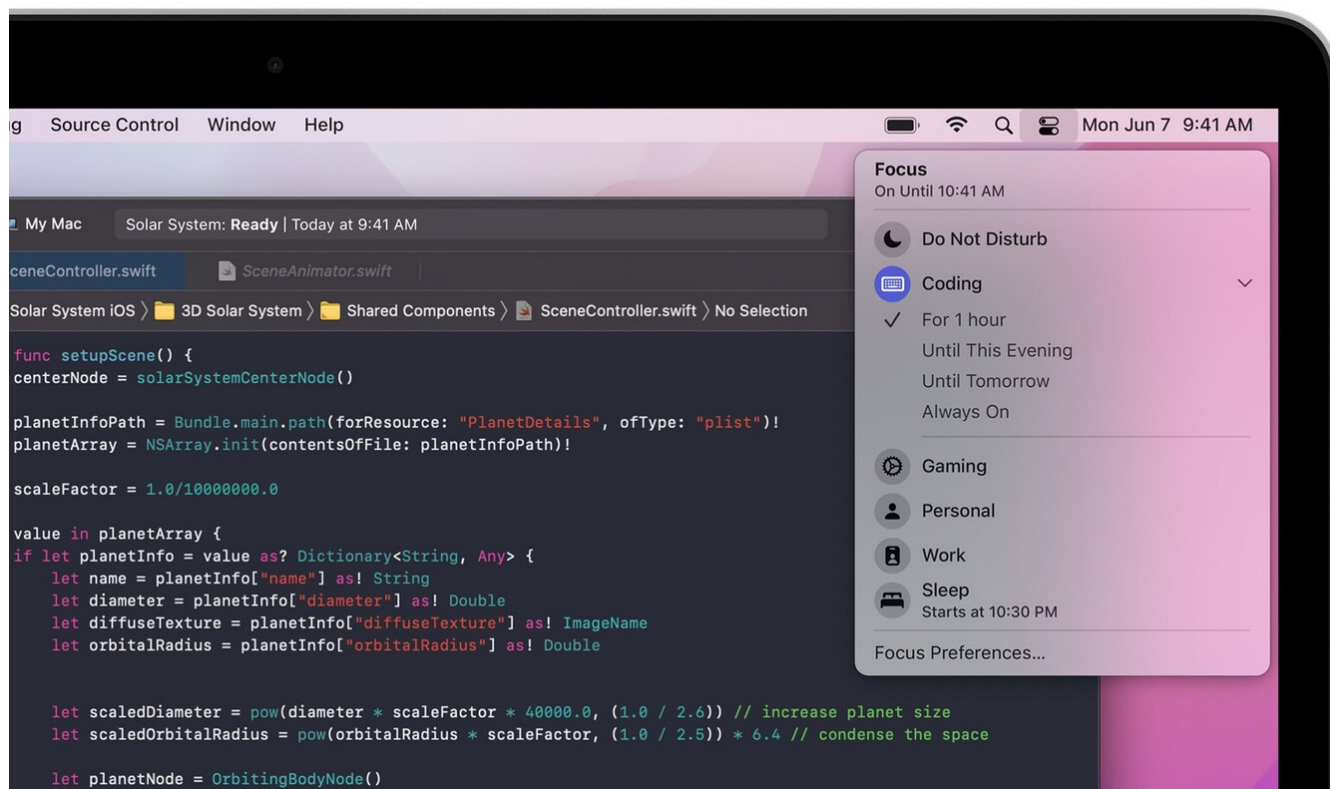 g Source Control Window Help Mon Jun 7 9:41 AM
My Mac Solar System: Ready | Today at 9:41 AM
ceneController.swift SceneAnimator.swift
Solar System iOS 〉 3D Solar System 〉 Shared Components 〉 SceneController.swift 〉 No Selection
func setupScene() {
centerNode = solarSystemCenterNode()
planetInfoPath = Bundle.main.path(forResource: "PlanetDetails", ofType: "plist")!
planetArray = NSArray.init(contentsOfFile: planetInfoPath)!
scaleFactor = 1.0/10000000.0
value in planetArray {
if let planetInfo = value as? Dictionary<String, Any> {
let name = planetInfo["name"] as! String
let diameter = planetInfo["diameter"] as! Double
let diffuseTexture = planetInfo["diffuseTexture"] as! ImageName
let orbitalRadius = planetInfo["orbitalRadius"] as! Double
let scaledDiameter = pow(diameter * scaleFactor * 40000.0, (1.0 / 2.6)) // increase planet size
let scaledOrbitalRadius = pow(orbitalRadius * scaleFactor, (1.0 / 2.5)) * 6.4 // condense the space
let planetNode = OrbitingBodyNode()
Focus
On Until 10:41 AM
Do Not Disturb
Coding
For 1 hour
Until This Evening
Until Tomorrow
Always On
Gaming
Personal
Work
Sleep
Starts at 10:30 PM
Focus Preferences...